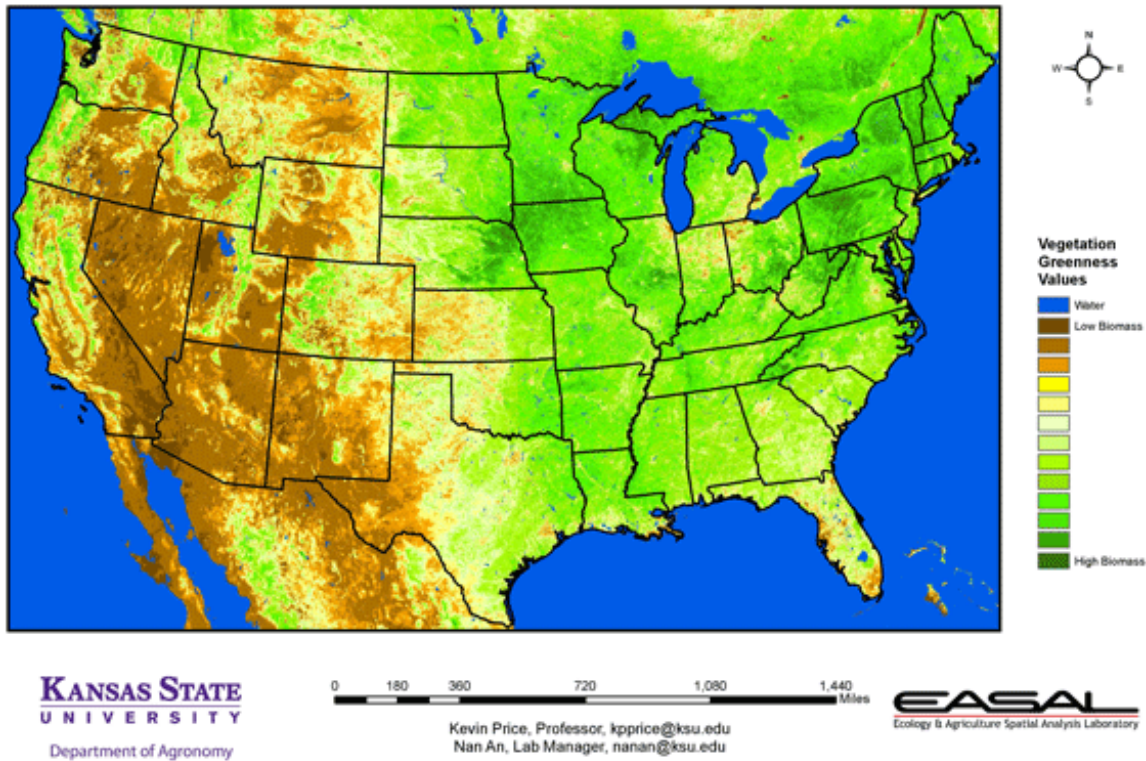 N
W E
S
Vegetation
Greenness
Values
Water
Low Biomass
High Biomass
KANSAS STATE
UNIVERSITY
Department of Agronomy
0 180 360 720 1,080 1,440
Miles
Kevin Price, Professor, kpprice@ksu.edu
Nan An, Lab Manager, nanan@ksu.edu
EASAL
Ecology & Agriculture Spatial Analysis Laboratory